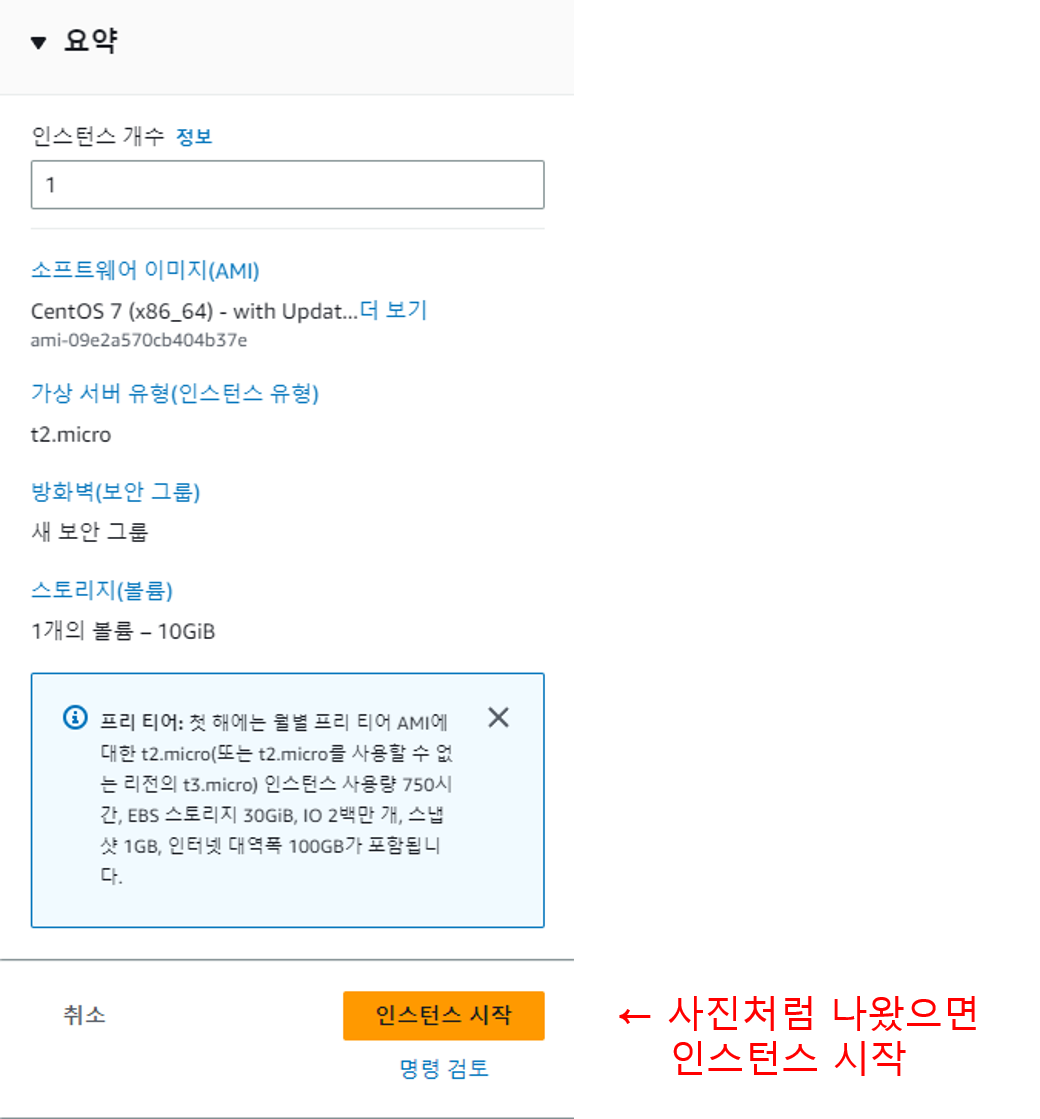 ▼ 요약
인스턴스 개수 정보
1
소프트웨어 이미지(AMI)
CentOS 7 (x86_64) - with Updat...더 보기
ami-09e2a570cb404b37e
가상 서버 유형(인스턴스 유형)
t2.micro
방화벽(보안 그룹)
새 보안 그룹
스토리지(볼륨)
1개의 볼륨 – 10GiB
프리 티어: 첫 해에는 월별 프리 티어 AMI에
대한 t2.micro(또는 t2.micro를 사용할 수 없
는 리전의 t3.micro) 인스턴스 사용량 750시
간, EBS 스토리지 30GiB, IO 2백만 개, 스냅
샷 1GB, 인터넷 대역폭 100GB가 포함됩니
다.
취소
인스턴스 시작
명령 검토
← 사진처럼 나왔으면
인스턴스 시작